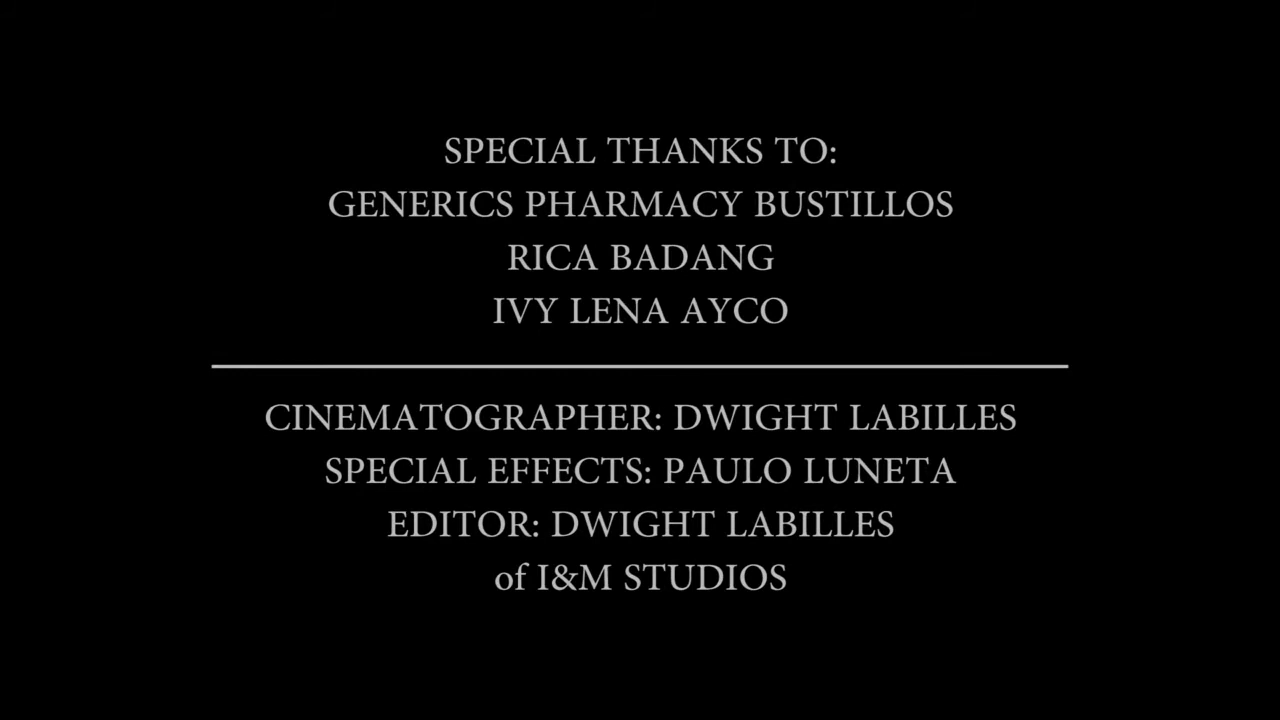 SPECIAL THANKS TO:
GENERICS PHARMACY BUSTILLOS
RICA BADANG
IVY LENA AYCO
CINEMATOGRAPHER: DWIGHT LABILLES
SPECIAL EFFECTS: PAULO LUNETA
EDITOR: DWIGHT LABILLES
of I&M STUDIOS